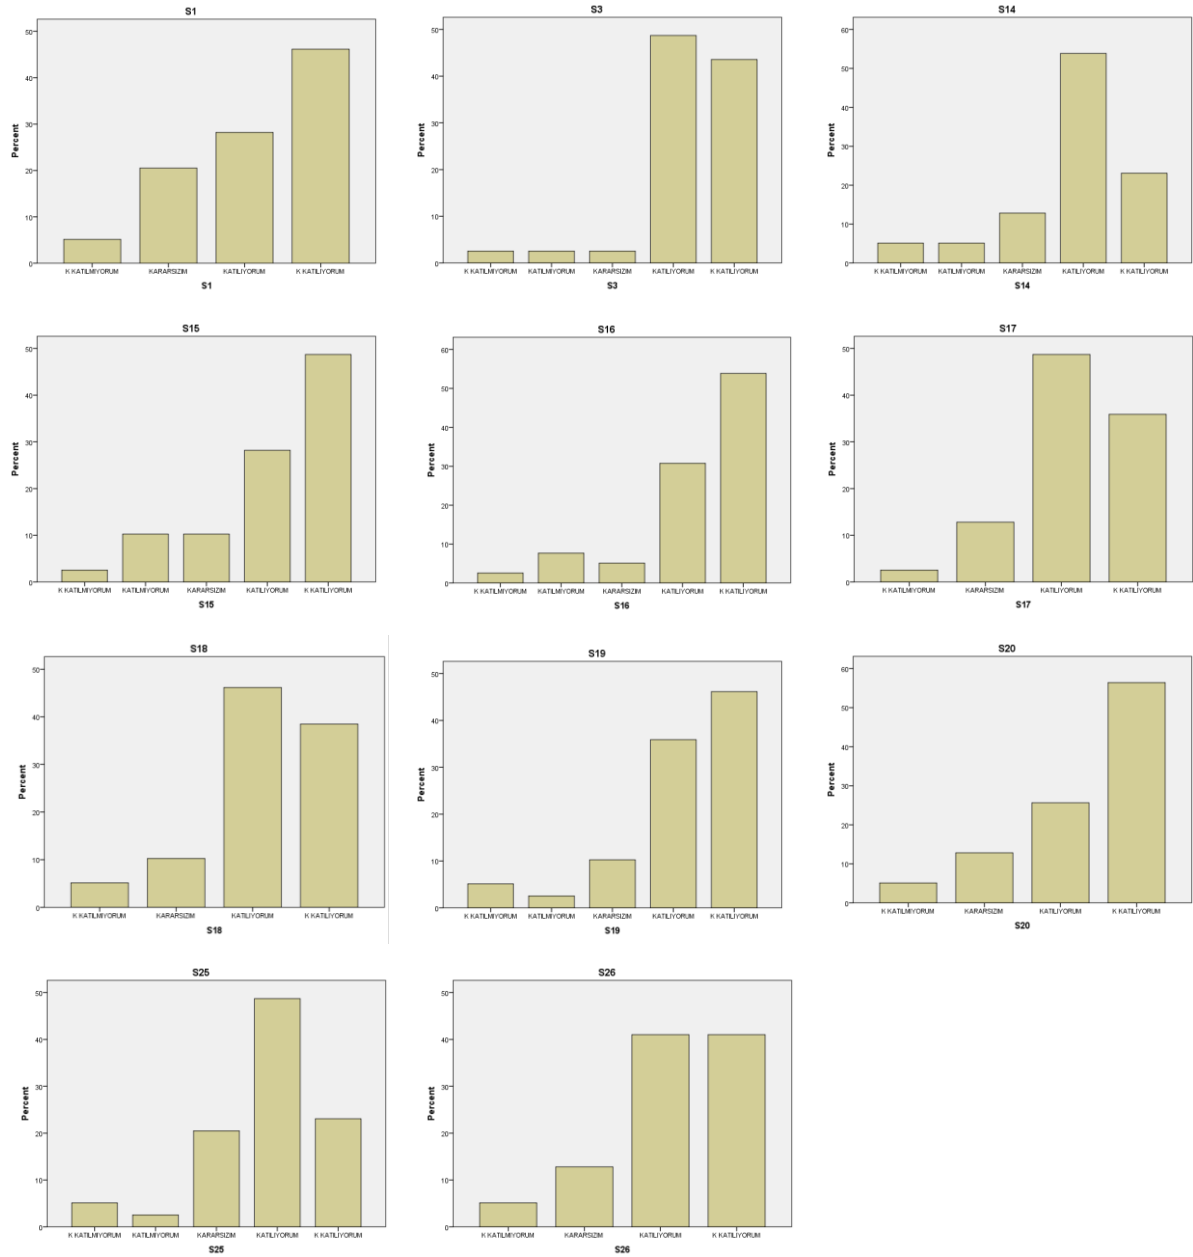 S1
Percent
50
40
30
20
10
0
K KATILMIYORUM KARARSIZIM KATILIYORUM K KATILIYORUM
S1
S3
Percent
50
40
30
20
10
0
K KATILMIYORUM KATILMIYORUM KARARSIZIM KATILIYORUM K KATILIYORUM
S3
S14
Percent
60
50
40
30
20
10
0
K KATILMIYORUM KATILMIYORUM KARARSIZIM KATILIYORUM K KATILIYORUM
S14
S15
Percent
50
40
30
20
10
0
K KATILMIYORUM KATILMIYORUM KARARSIZIM KATILIYORUM K KATILIYORUM
S15
S16
Percent
60
50
40
30
20
10
0
K KATILMIYORUM KATILMIYORUM KARARSIZIM KATILIYORUM K KATILIYORUM
S16
S17
Percent
50
40
30
20
10
0
K KATILMIYORUM KARARSIZIM KATILIYORUM K KATILIYORUM
S17
S18
Percent
50
40
30
20
10
0
K KATILMIYORUM KARARSIZIM KATILIYORUM K KATILIYORUM
S18
S19
Percent
50
40
30
20
10
0
K KATILMIYORUM KATILMIYORUM KARARSIZIM KATILIYORUM K KATILIYORUM
S19
S20
Percent
60
50
40
30
20
10
0
K KATILMIYORUM KARARSIZIM KATILIYORUM K KATILIYORUM
S20
S25
Percent
50
40
30
20
10
0
K KATILMIYORUM KATILMIYORUM KARARSIZIM KATILIYORUM K KATILIYORUM
S25
S26
Percent
50
40
30
20
10
0
K KATILMIYORUM KARARSIZIM KATILIYORUM K KATILIYORUM
S26